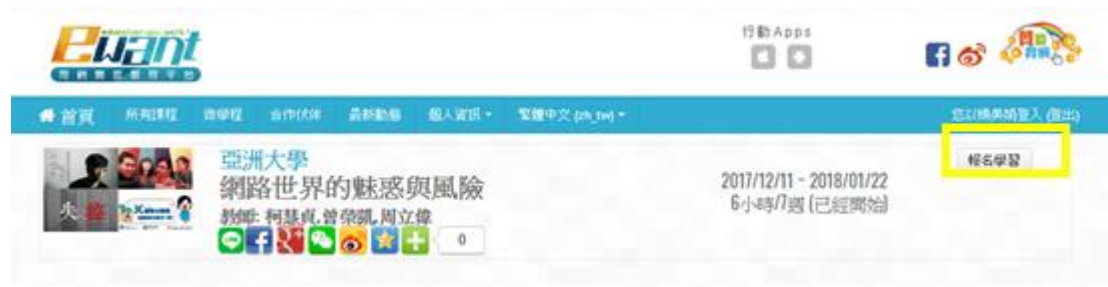 ewant
行動Apps
首頁 所有課程 微學程 合作伙伴 最新動態 個人資訊 繁體中文 (zh_tw)
登入 (登出)
報名學習
亞洲大學
網路世界的魅惑與風險
教師: 柯慧貞,曾榮凱,周立偉
0
2017/12/11 ~ 2018/01/22
6小時/7週 (已經開始)
失